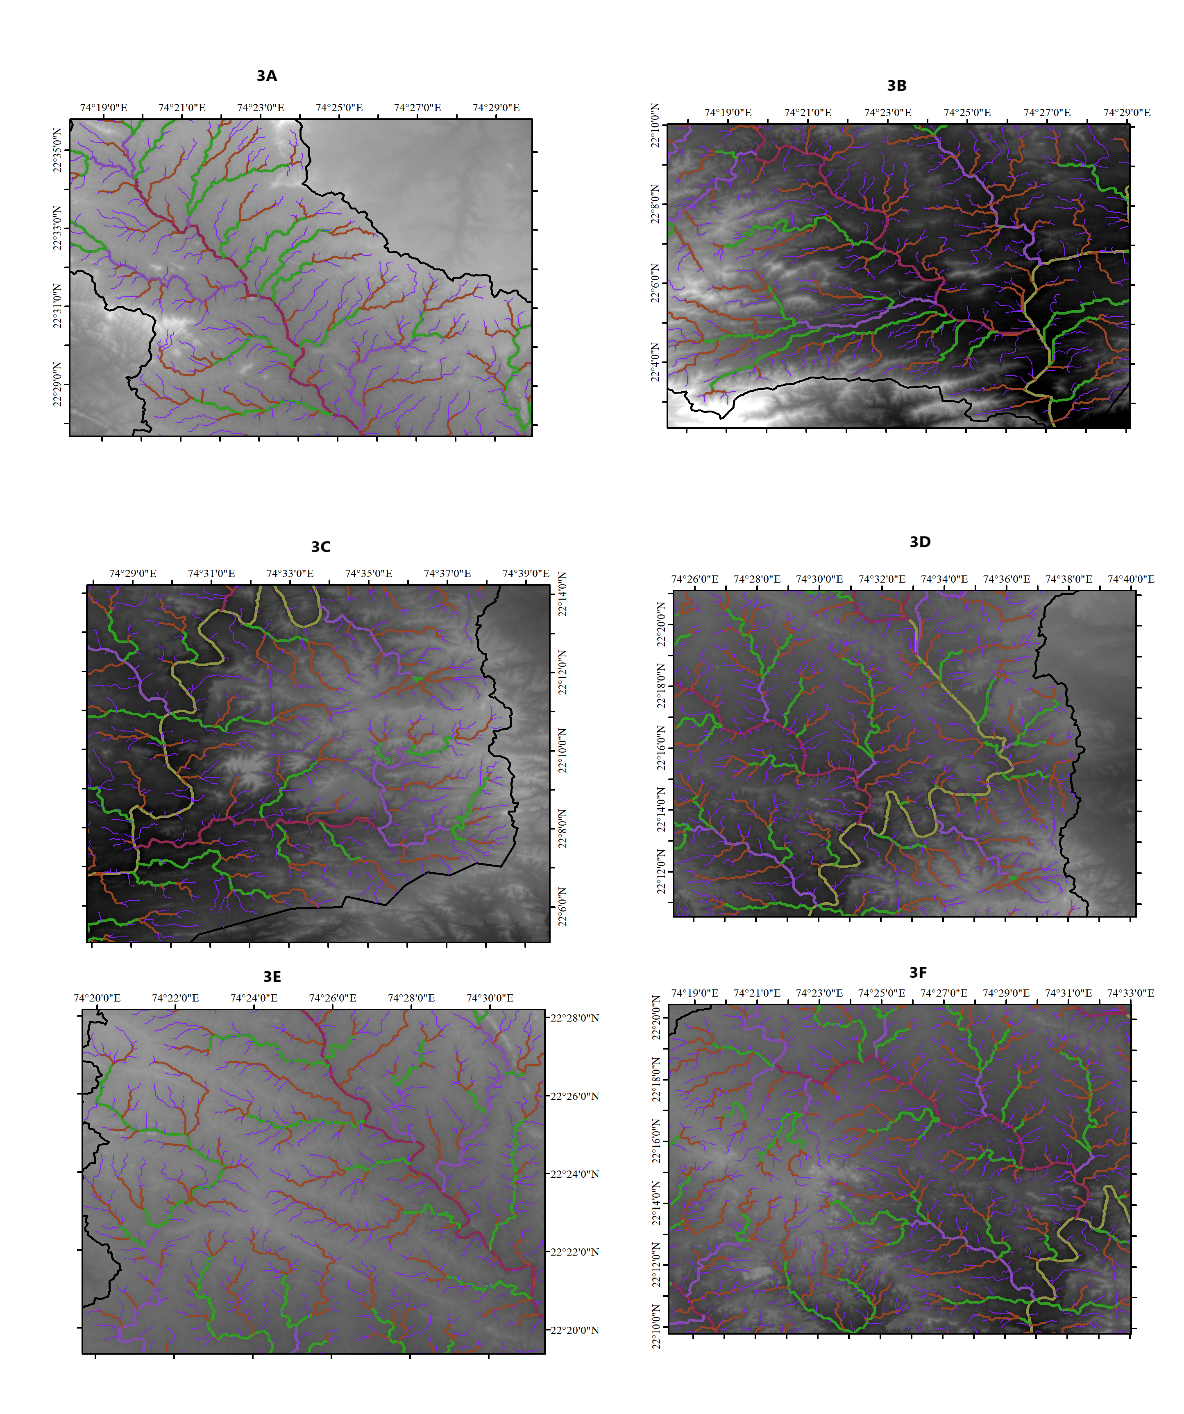 3A
74°19'0"E 74°21'0"E 74°23'0"E 74°25'0"E 74°27'0"E 74°29'0"E
22°35'0"N
22°33'0"N
22°31'0"N
22°29'0"N
3B
74°19'0"E 74°21'0"E 74°23'0"E 74°25'0"E 74°27'0"E 74°29'0"E
22°10'0"N
22°8'0"N
22°6'0"N
22°4'0"N
3C
74°29'0"E 74°31'0"E 74°33'0"E 74°35'0"E 74°37'0"E 74°39'0"E
22°14'0"N
22°12'0"N
22°10'0"N
22°8'0"N
22°6'0"N
3D
74°26'0"E 74°28'0"E 74°30'0"E 74°32'0"E 74°34'0"E 74°36'0"E 74°38'0"E 74°40'0"E
22°20'0"N
22°18'0"N
22°16'0"N
22°14'0"N
22°12'0"N
3E
74°20'0"E 74°22'0"E 74°24'0"E 74°26'0"E 74°28'0"E 74°30'0"E
22°28'0"N
22°26'0"N
22°24'0"N
22°22'0"N
22°20'0"N
3F
74°19'0"E 74°21'0"E 74°23'0"E 74°25'0"E 74°27'0"E 74°29'0"E 74°31'0"E 74°33'0"E
22°20'0"N
22°18'0"N
22°16'0"N
22°14'0"N
22°12'0"N
22°10'0"N